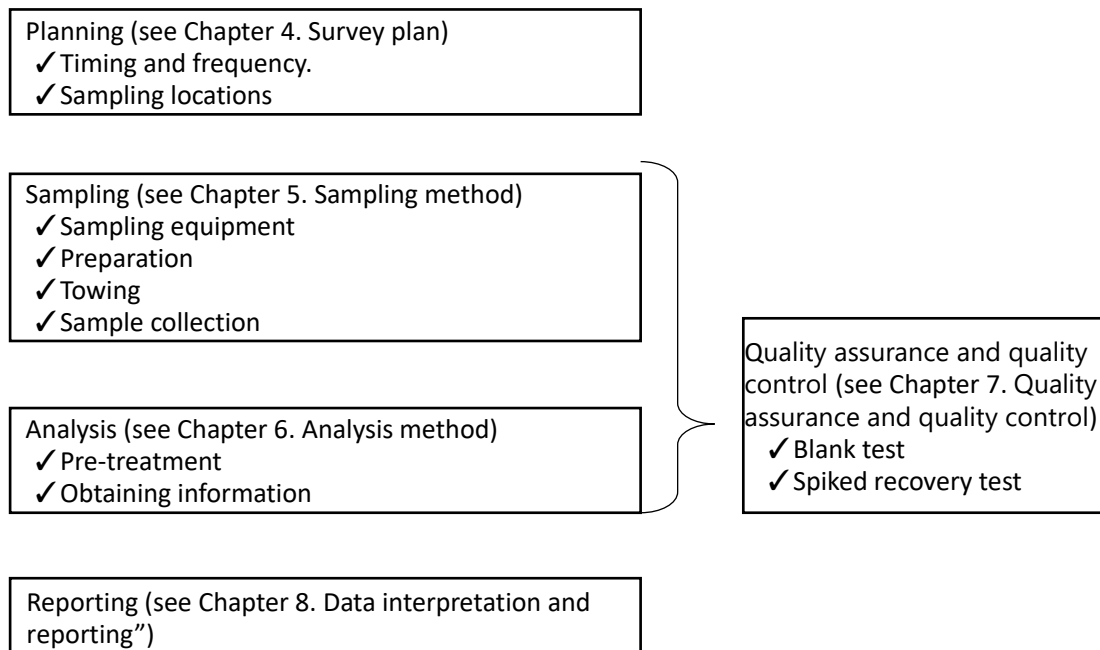 Planning (see Chapter 4. Survey plan)
✓Timing and frequency.
✓Sampling locations
Sampling (see Chapter 5. Sampling method)
✓Sampling equipment
✓Preparation
✓Towing
✓Sample collection
Analysis (see Chapter 6. Analysis method)
✓Pre-treatment
✓Obtaining information
Quality assurance and quality
control (see Chapter 7. Quality
assurance and quality control)
✓Blank test
✓Spiked recovery test
Reporting (see Chapter 8. Data interpretation and
reporting”)